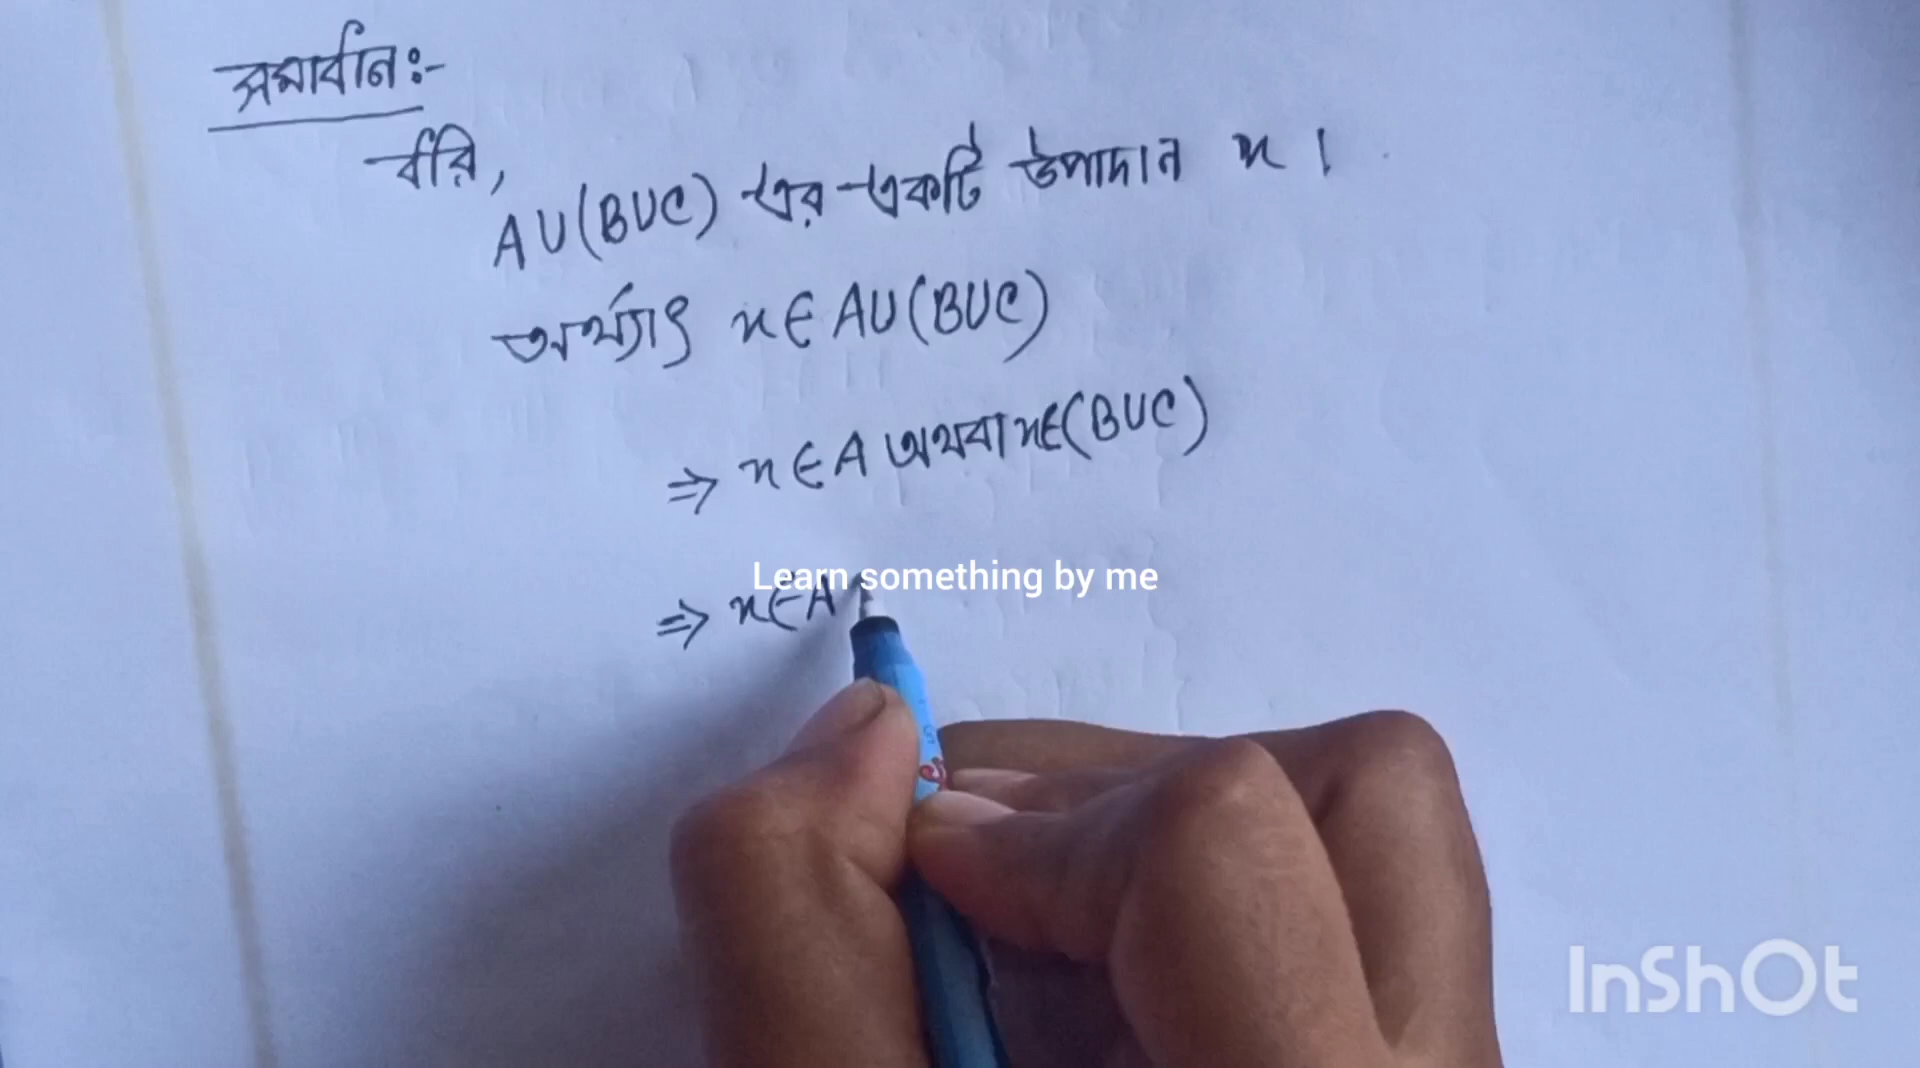 সমাধান:-
ধরি,
A∪(B∪C) এর একটি উপাদান x ।
অর্থ্যাৎ x∈A∪(B∪C)
⇒ x∈A অথবা x∈(B∪C)
Learn something by me
⇒ x∈A
InShOt